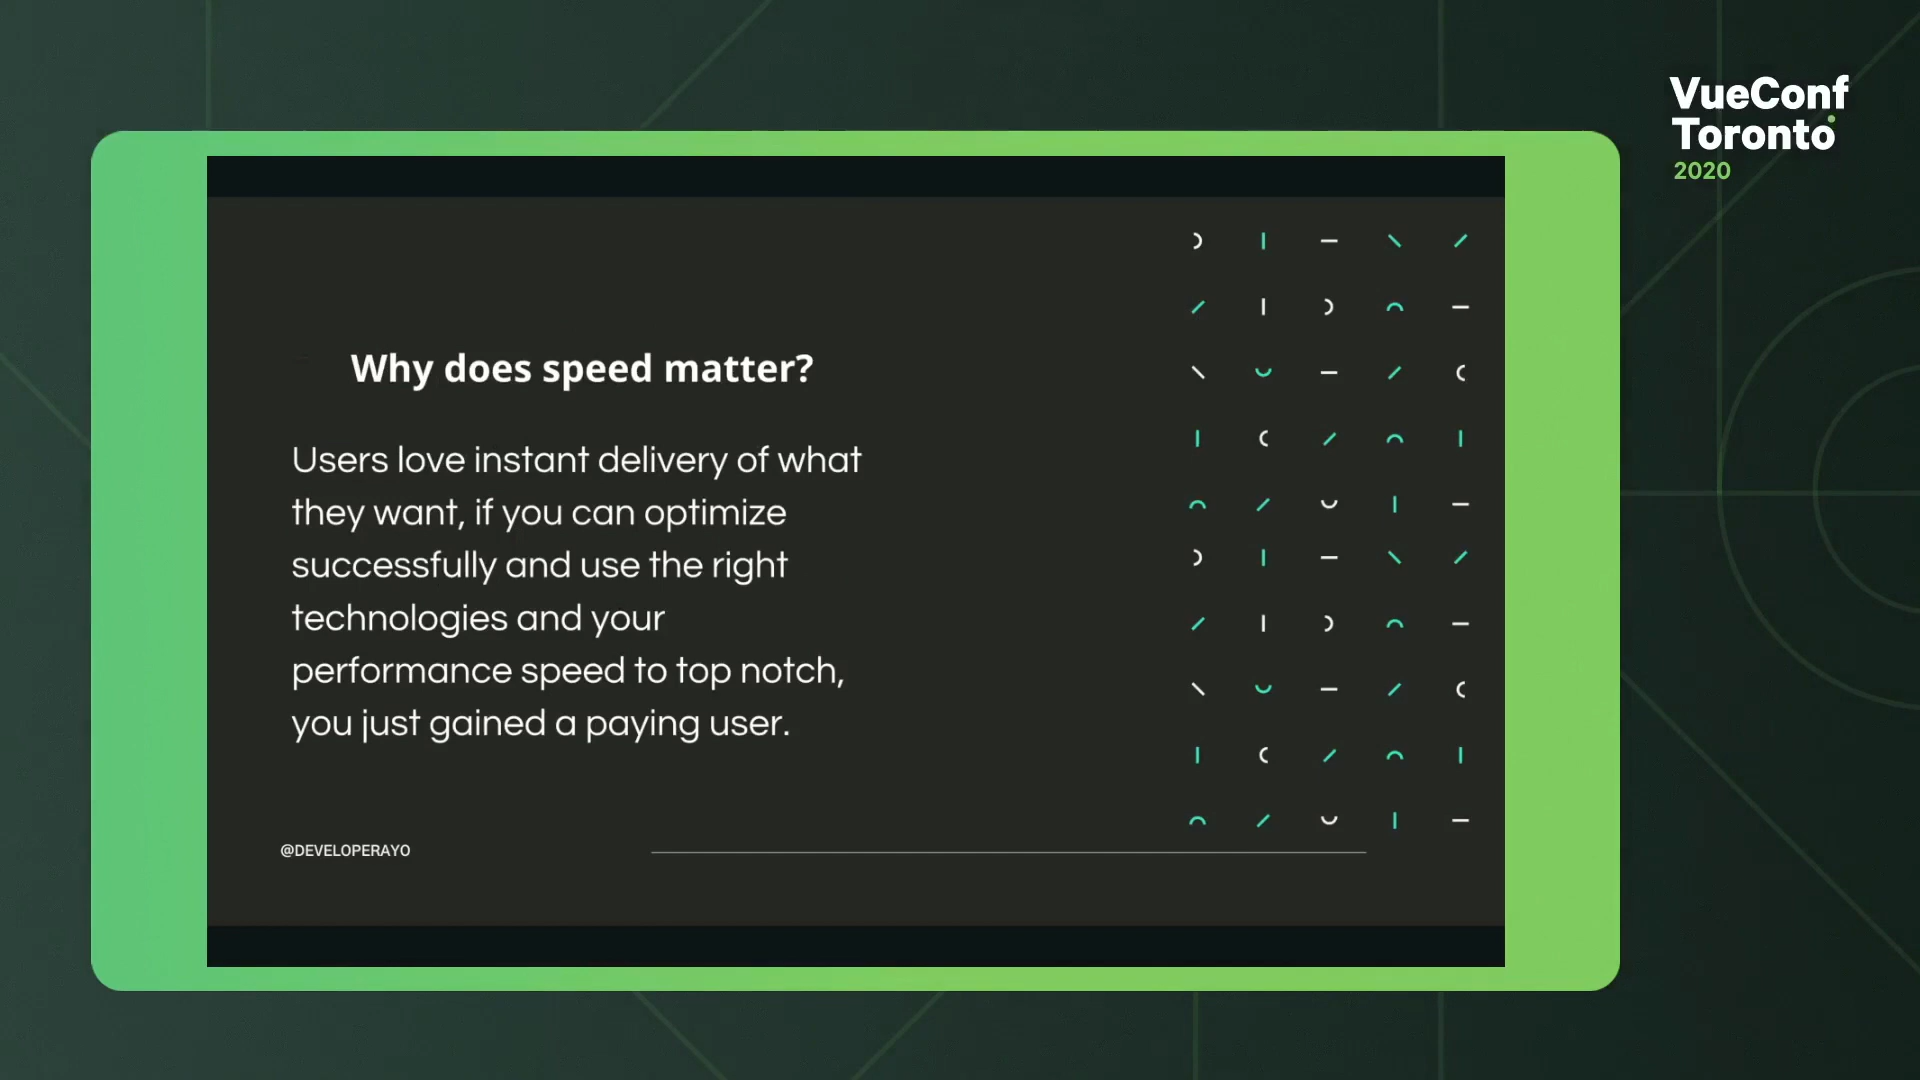 VueConf
Toronto
2020
Why does speed matter?
Users love instant delivery of what
they want, if you can optimize
successfully and use the right
technologies and your
performance speed to top notch,
you just gained a paying user.
@DEVELOPERAYO